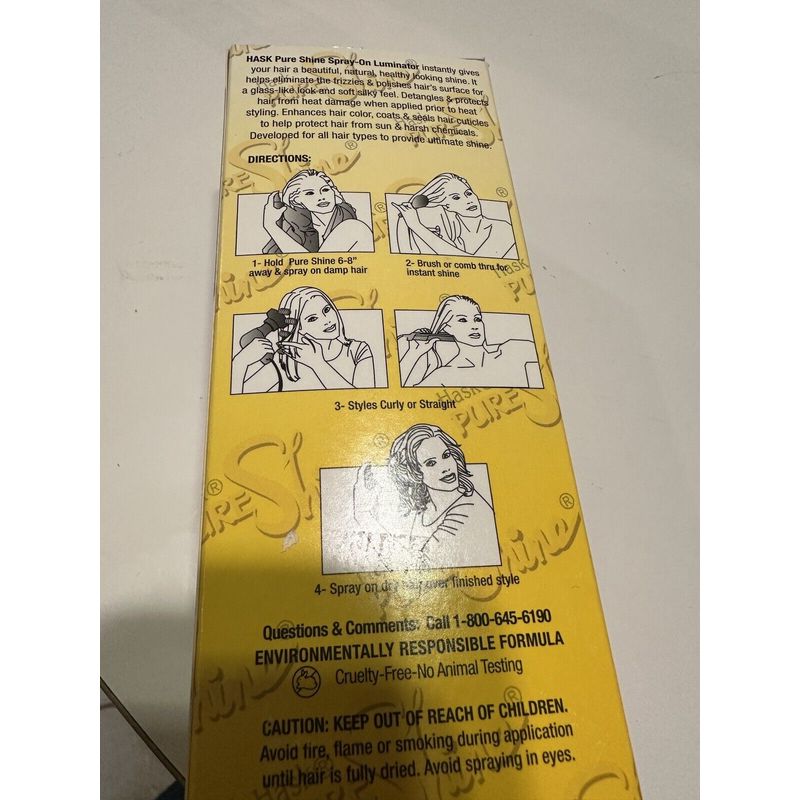 HASK Pure Shine Spray-On Luminator instantly gives
your hair a beautiful, natural, healthy looking shine. It
helps eliminate the frizzies & polishes hair's surface for
a glass-like look and soft silky feel. Detangles & protects
hair from heat damage when applied prior to heat
styling. Enhances hair color, coats & seals hair cuticles
to help protect hair from sun & harsh chemicals.
Developed for all hair types to provide ultimate shine.
DIRECTIONS:
1- Hold Pure Shine 6-8"
away & spray on damp hair
2- Brush or comb thru for
instant shine
3- Styles Curly or Straight
Hask
PURE Shine®
4- Spray on dry hair over finished style
Questions & Comments: Call 1-800-645-6190
ENVIRONMENTALLY RESPONSIBLE FORMULA
Cruelty-Free-No Animal Testing
CAUTION: KEEP OUT OF REACH OF CHILDREN.
Avoid fire, flame or smoking during application
until hair is fully dried. Avoid spraying in eyes.